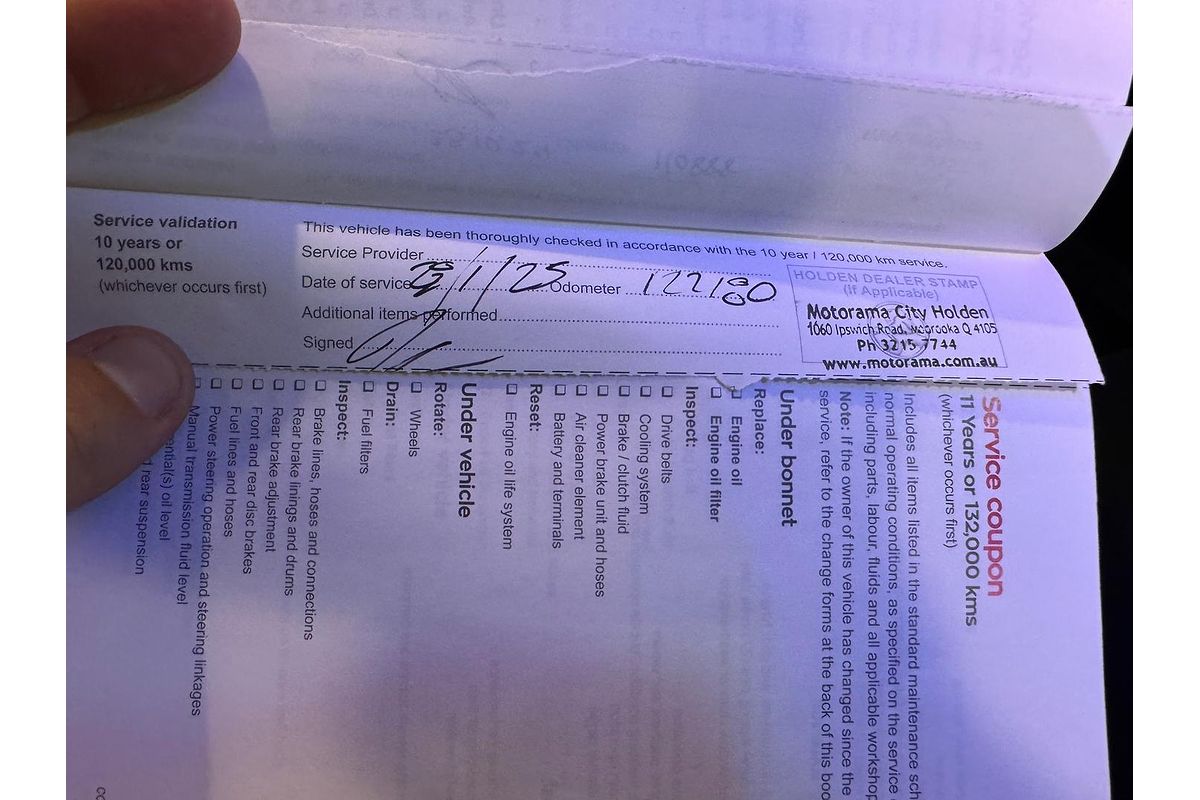 Service validation
10 years or
120,000 kms
(whichever occurs first)
This vehicle has been thoroughly checked in accordance with the 10 year / 120,000 km service.
Service Provider
Date of service /1/25 Odometer
Additional items performed
Signed
HOLDEN DEALER STAMP
(If Applicable)
Motorama City Holden
1060 Ipswich Road, Moorooka Q 4105
Ph 3215 7744
www.motorama.com.au
Service coupon
11 Years or 132,000 kms
(whichever occurs first)
Includes all items listed in the standard maintenance sch
normal operating conditions, as specified on the service
including parts, labour, fluids and all applicable workshop
Note: If the owner of this vehicle has changed since the
service, refer to the change forms at the back of this boo
Under bonnet
Replace:
Engine oil
Engine oil filter
Inspect:
Drive belts
Cooling system
Brake / clutch fluid
Power brake unit and hoses
Air cleaner element
Battery and terminals
Reset:
Engine oil life system
Under vehicle
Rotate:
Wheels
Drain:
Fuel filters
Inspect:
Brake lines, hoses and connections
Rear brake linings and drums
Rear brake adjustment
Front and rear disc brakes
Fuel lines and hoses
Power steering operation and steering linkages
Manual transmission fluid level
ential(s) oil level
d rear suspension